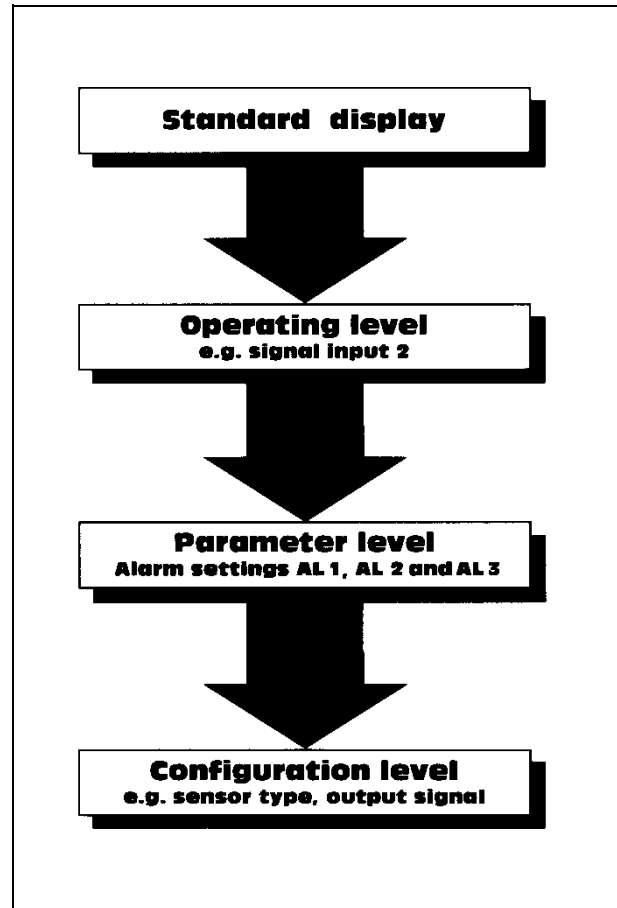 Standard display
Operating level
e.g. signal input 2
Parameter level
Alarm settings AL 1, AL 2 and AL 3
Configuration level
e.g. sensor type, output signal